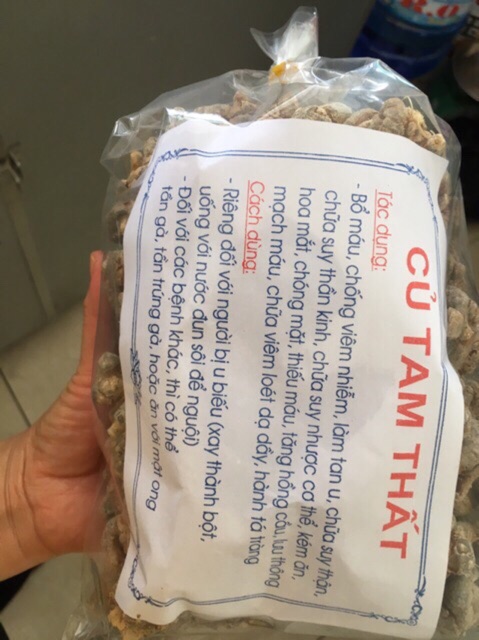 CỦ TAM THẤT
Tác dụng:
- Bổ máu, chống viêm nhiễm, làm tan u, chữa suy thận,
chữa suy thần kinh, chữa suy nhược cơ thể, kém ăn,
hoa mắt, chóng mặt, thiếu máu, tăng hồng cầu, lưu thông
mạch máu, chữa viêm loét dạ dầy, hành tá tràng
Cách dùng:
- Riêng đối với người bị u biếu (xay thành bột,
uống với nước đun sôi để nguội)
- Đối với các bệnh khác, thì có thể
tần gà, tần trứng gà, hoặc ăn với mật ong